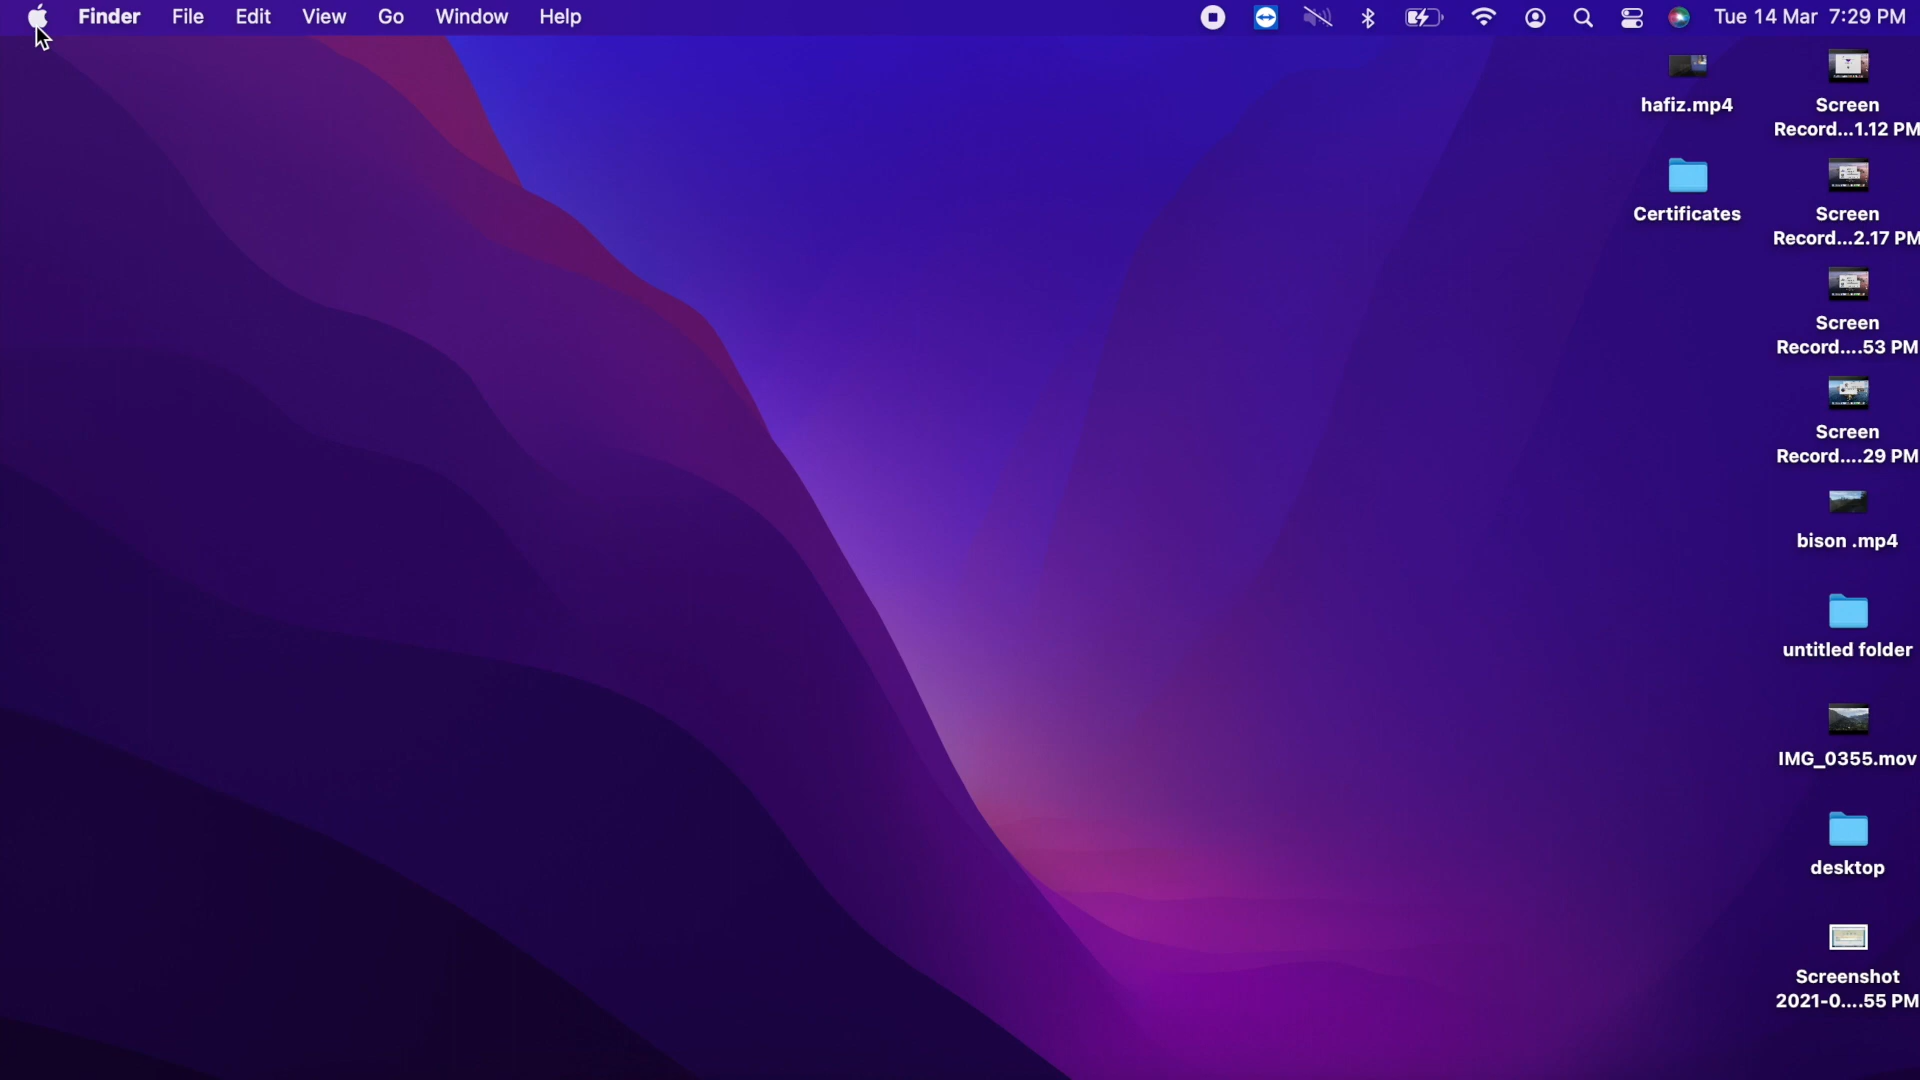 Finder File Edit View Go Window Help Tue 14 Mar 7:29 PM
hafiz.mp4
Certificates
Screen
Record...1.12 PM
Screen
Record...2.17 PM
Screen
Record....53 PM
Screen
Record....29 PM
bison .mp4
untitled folder
IMG_0355.mov
desktop
Screenshot
2021-0....55 PM